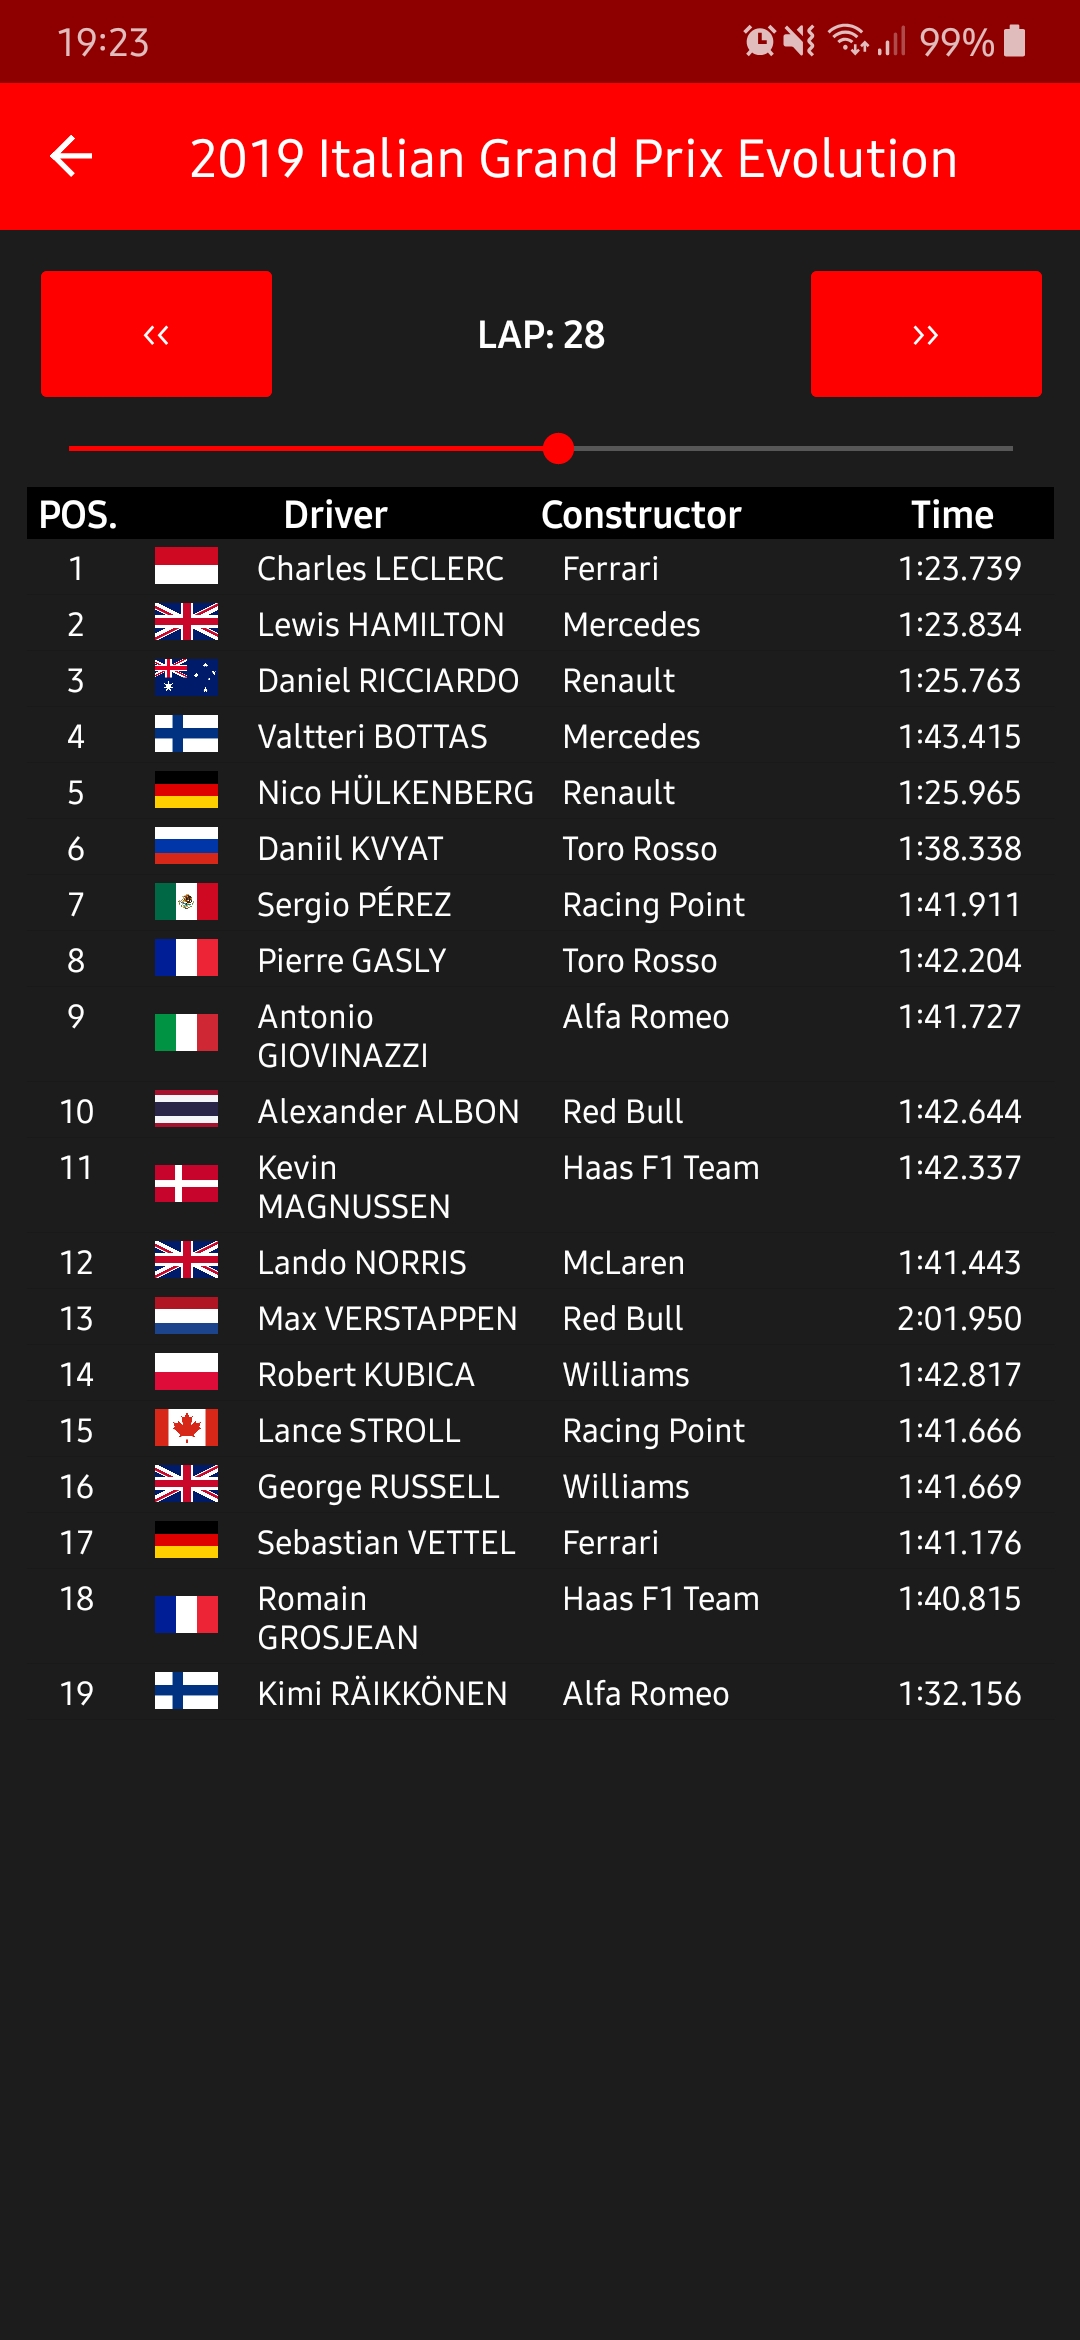 19:23 99%
2019 Italian Grand Prix Evolution
<< LAP: 28 >>
POS. Driver Constructor Time
1 Charles LECLERC Ferrari 1:23.739
2 Lewis HAMILTON Mercedes 1:23.834
3 Daniel RICCIARDO Renault 1:25.763
4 Valtteri BOTTAS Mercedes 1:43.415
5 Nico HÜLKENBERG Renault 1:25.965
6 Daniil KVYAT Toro Rosso 1:38.338
7 Sergio PÉREZ Racing Point 1:41.911
8 Pierre GASLY Toro Rosso 1:42.204
9 Antonio Alfa Romeo 1:41.727
GIOVINAZZI
10 Alexander ALBON Red Bull 1:42.644
11 Kevin Haas F1 Team 1:42.337
MAGNUSSEN
12 Lando NORRIS McLaren 1:41.443
13 Max VERSTAPPEN Red Bull 2:01.950
14 Robert KUBICA Williams 1:42.817
15 Lance STROLL Racing Point 1:41.666
16 George RUSSELL Williams 1:41.669
17 Sebastian VETTEL Ferrari 1:41.176
18 Romain Haas F1 Team 1:40.815
GROSJEAN
19 Kimi RÄIKKÖNEN Alfa Romeo 1:32.156